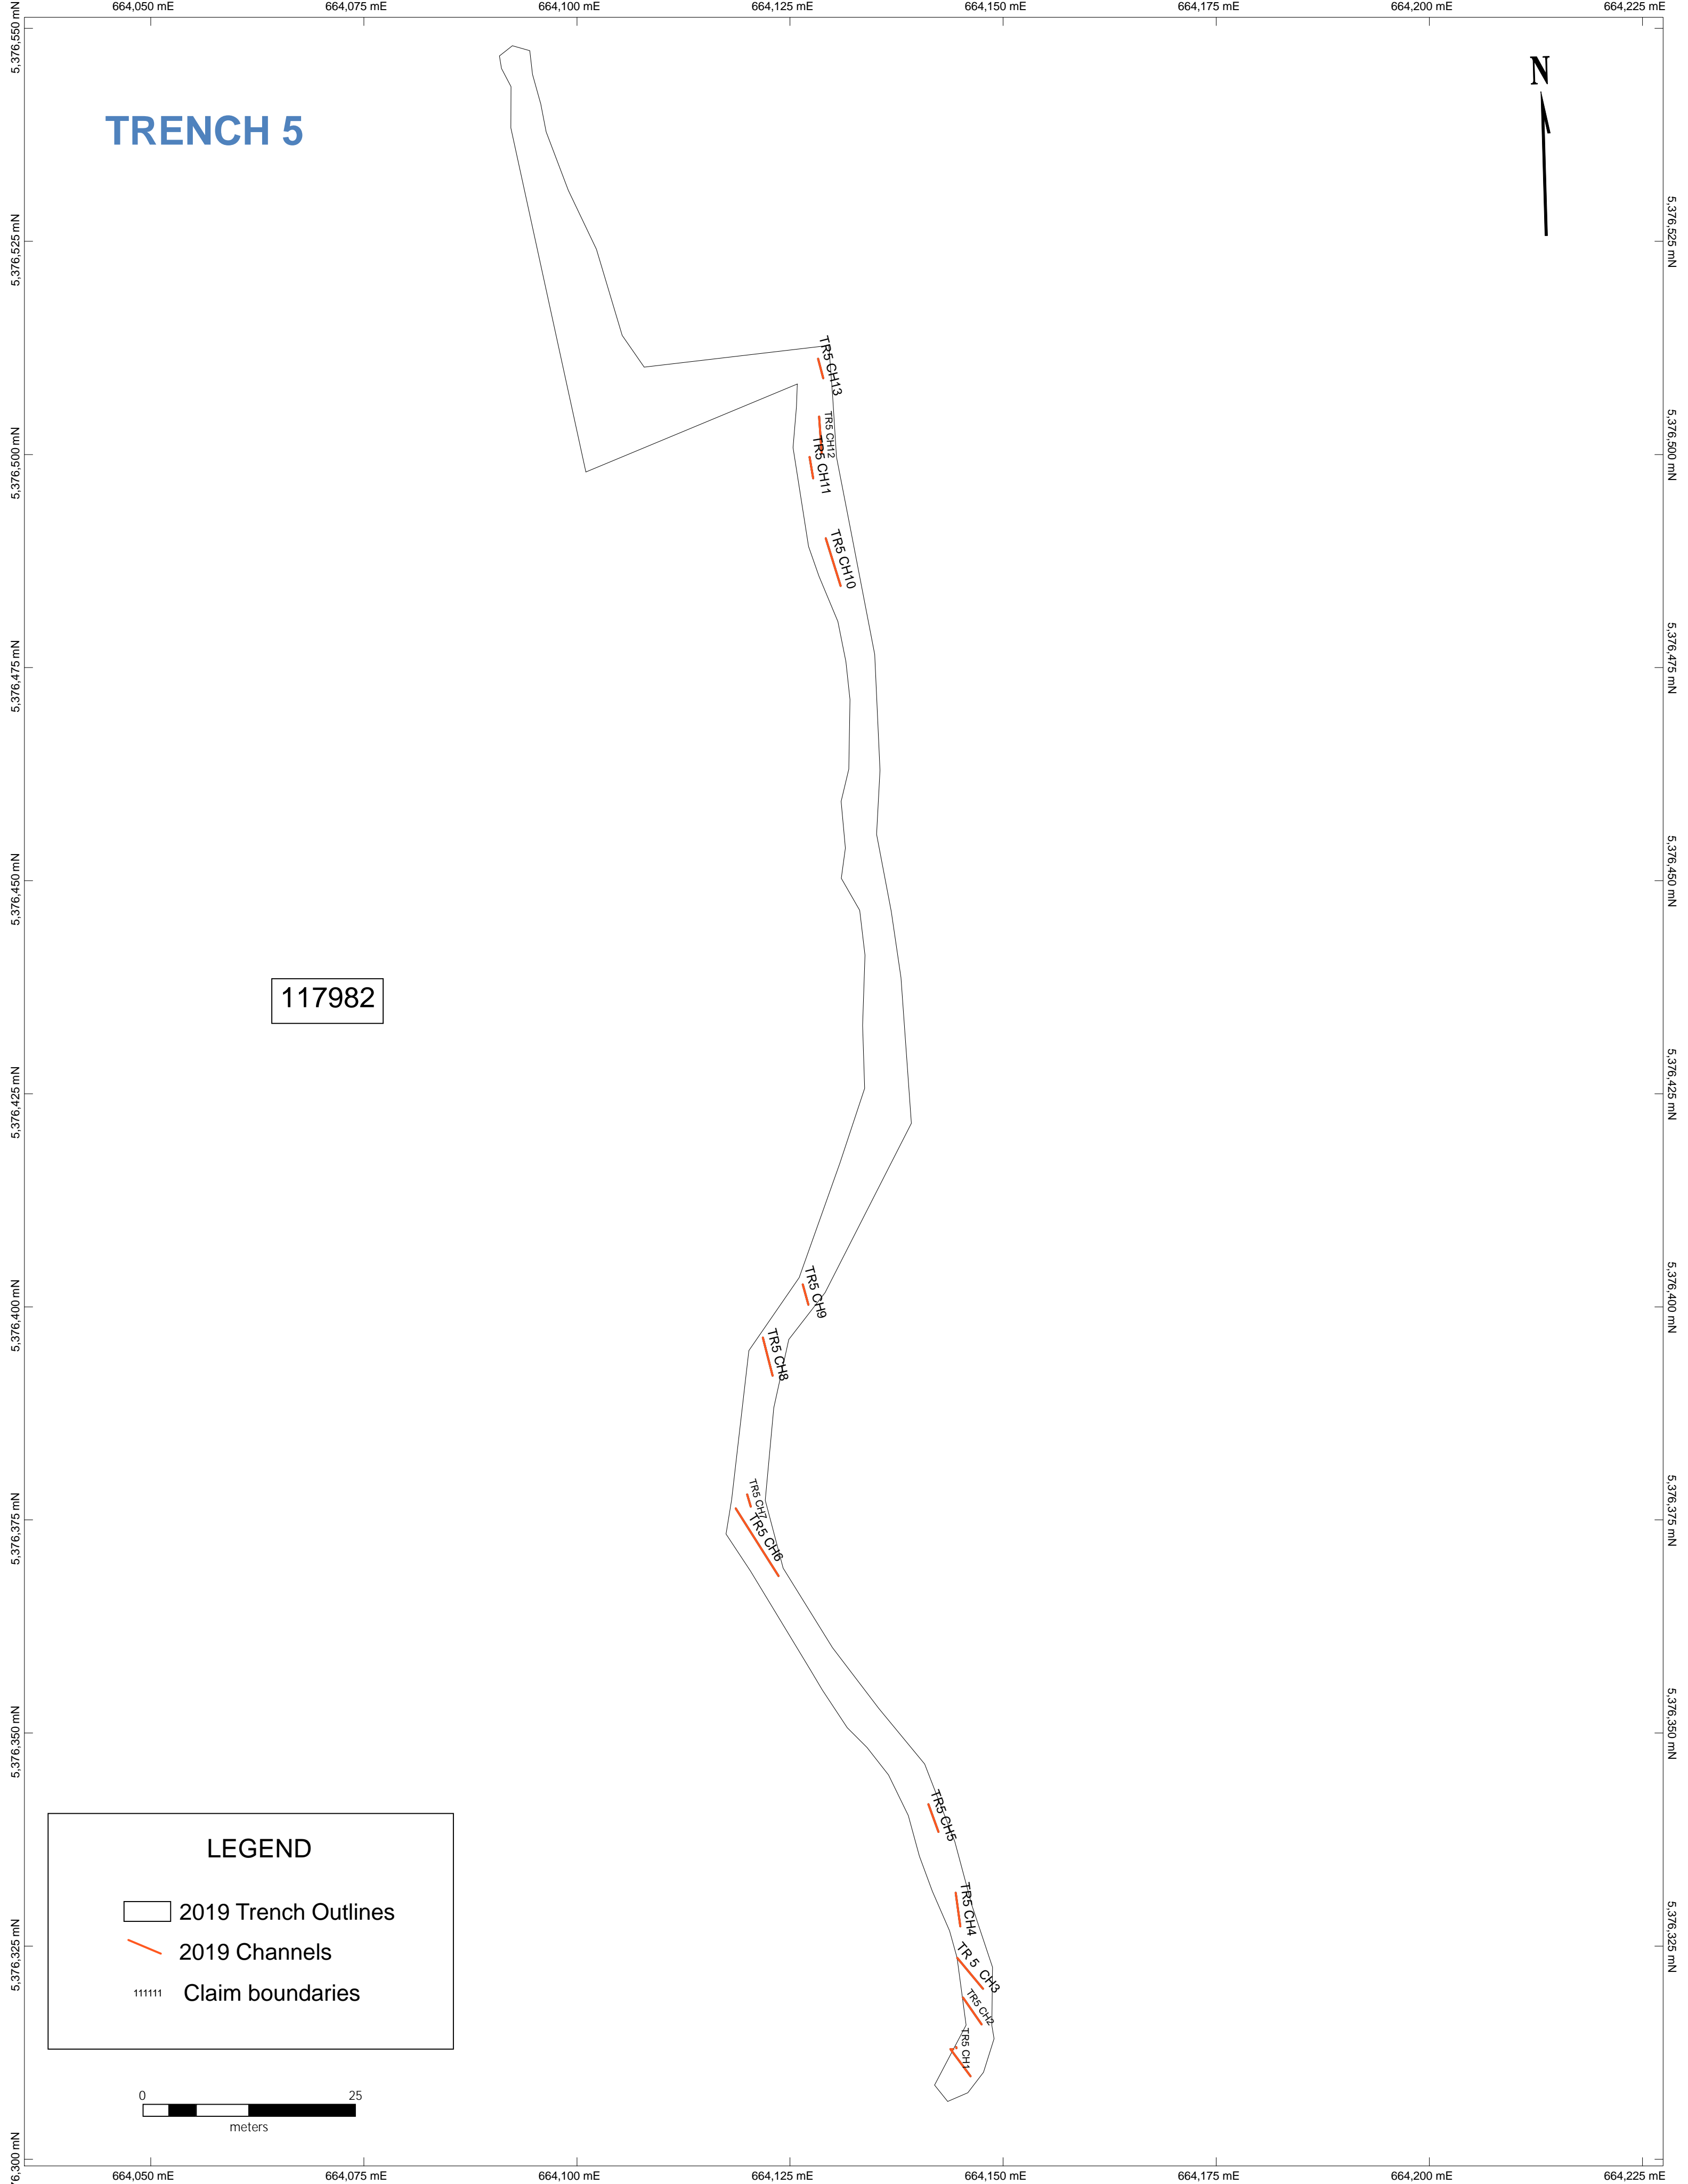 664,050 mE 664,075 mE 664,100 mE 664,125 mE 664,150 mE 664,175 mE 664,200 mE 664,225 mE
5,376,550 mN
N
TRENCH 5
5,376,525 mN
5,376,525 mN
TR5 CH13
TR5 CH12
5,376,500 mN
5,376,500 mN
TR5 CH11
TR5 CH10
5,376,475 mN
5,376,475 mN
5,376,450 mN
5,376,450 mN
117982
5,376,425 mN
5,376,425 mN
TR5 CH9
5,376,400 mN
5,376,400 mN
TR5 CH8
TR5 CH7
5,376,375 mN
5,376,375 mN
TR5 CH6
5,376,350 mN
5,376,350 mN
TR5 CH5
TR5 CH4
5,376,325 mN
5,376,325 mN
TR 5 CH3
TR5 CH2
TR5 CH1
LEGEND
2019 Trench Outlines
2019 Channels
111111 Claim boundaries
0 25
meters
76,300 mN
664,050 mE 664,075 mE 664,100 mE 664,125 mE 664,150 mE 664,175 mE 664,200 mE 664,225 mE